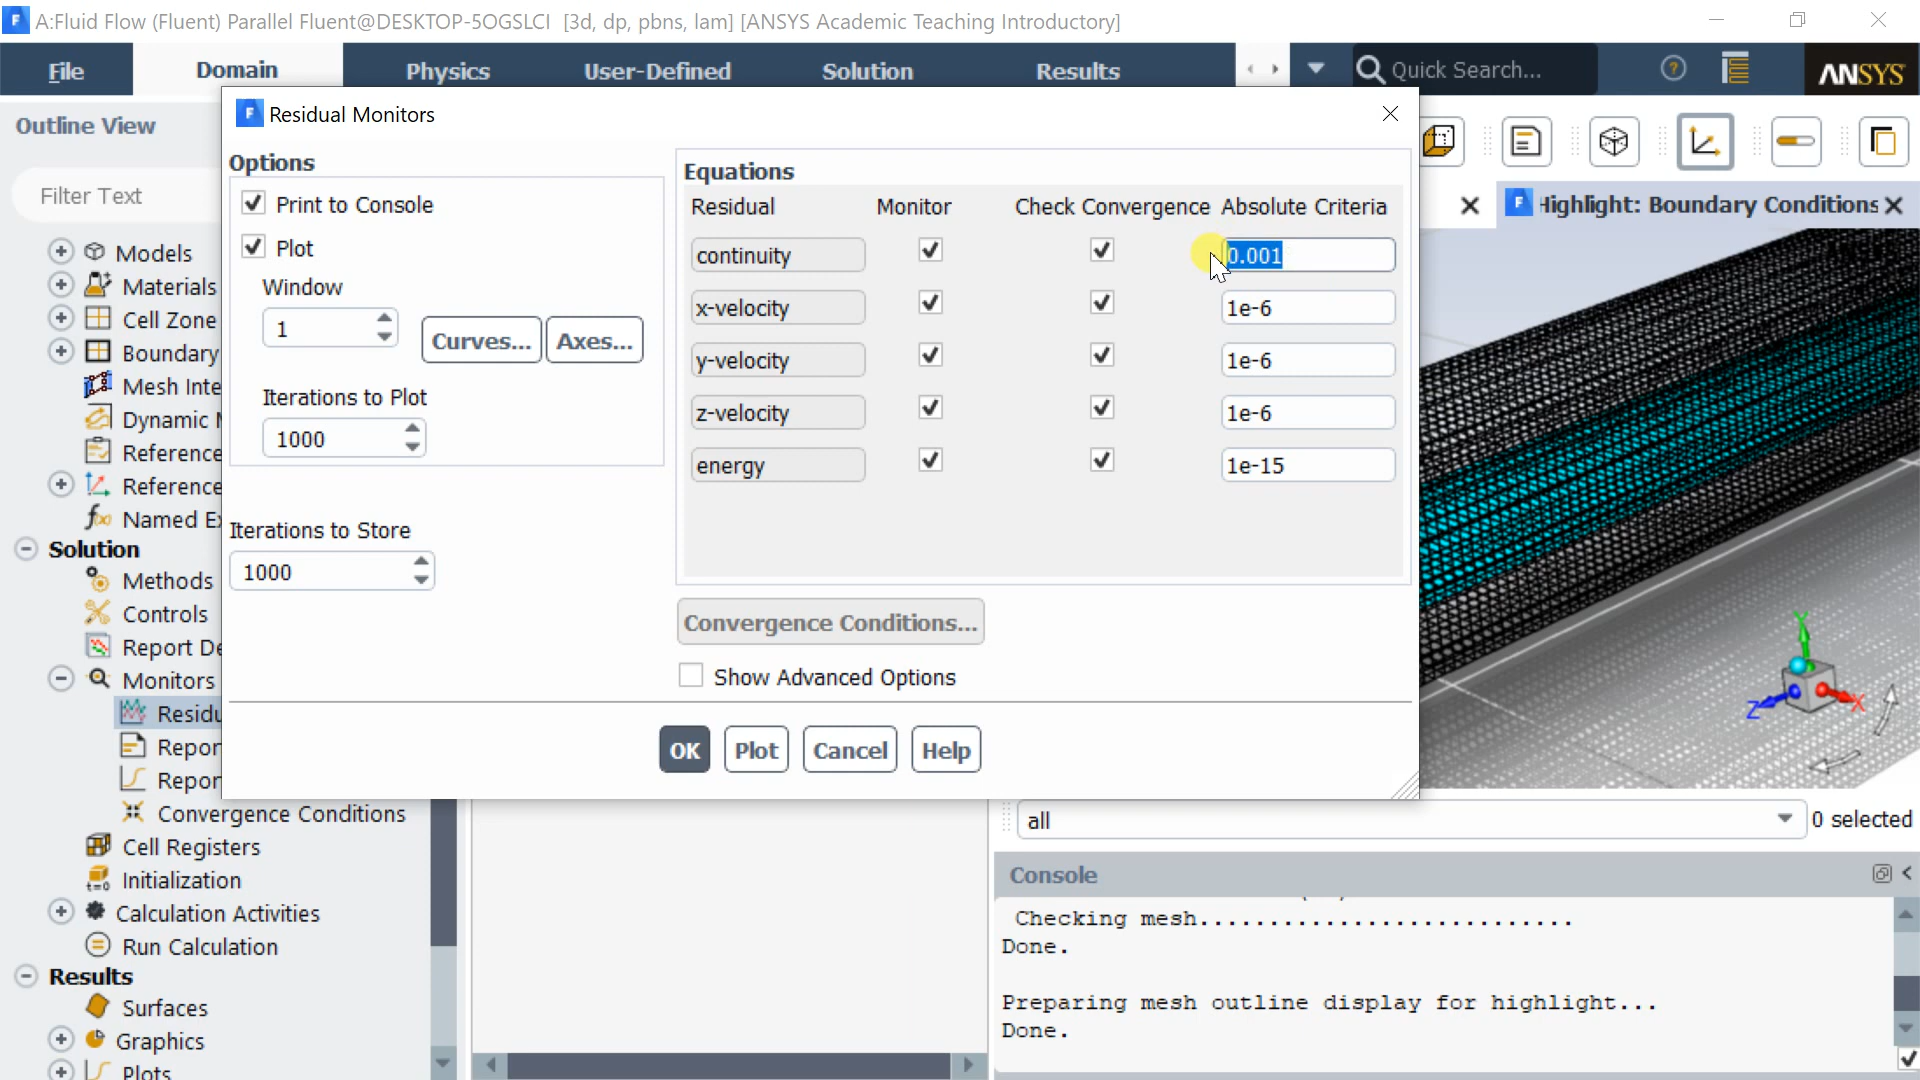 A:Fluid Flow (Fluent) Parallel Fluent@DESKTOP-5OGSLCI [3d, dp, pbns, lam] [ANSYS Academic Teaching Introductory]
File Domain Physics User-Defined Solution Results Quick Search... ANSYS
Outline View
Filter Text
Models
Materials
Cell Zone
Boundary
Mesh Inte
Dynamic M
Reference
Reference
Named Ex
Solution
Methods
Controls
Report De
Monitors
Residu
Repor
Repor
Convergence Conditions
Cell Registers
Initialization
Calculation Activities
Run Calculation
Results
Surfaces
Graphics
Plots
Residual Monitors
Options
Print to Console
Plot
Window
1
Curves... Axes...
Iterations to Plot
1000
Iterations to Store
1000
Equations
Residual Monitor Check Convergence Absolute Criteria
continuity 0.001
x-velocity 1e-6
y-velocity 1e-6
z-velocity 1e-6
energy 1e-15
Convergence Conditions...
Show Advanced Options
OK Plot Cancel Help
Highlight: Boundary Conditions
Y
Z
X
all 0 selected
Console
Checking mesh...........................
Done.
Preparing mesh outline display for highlight...
Done.